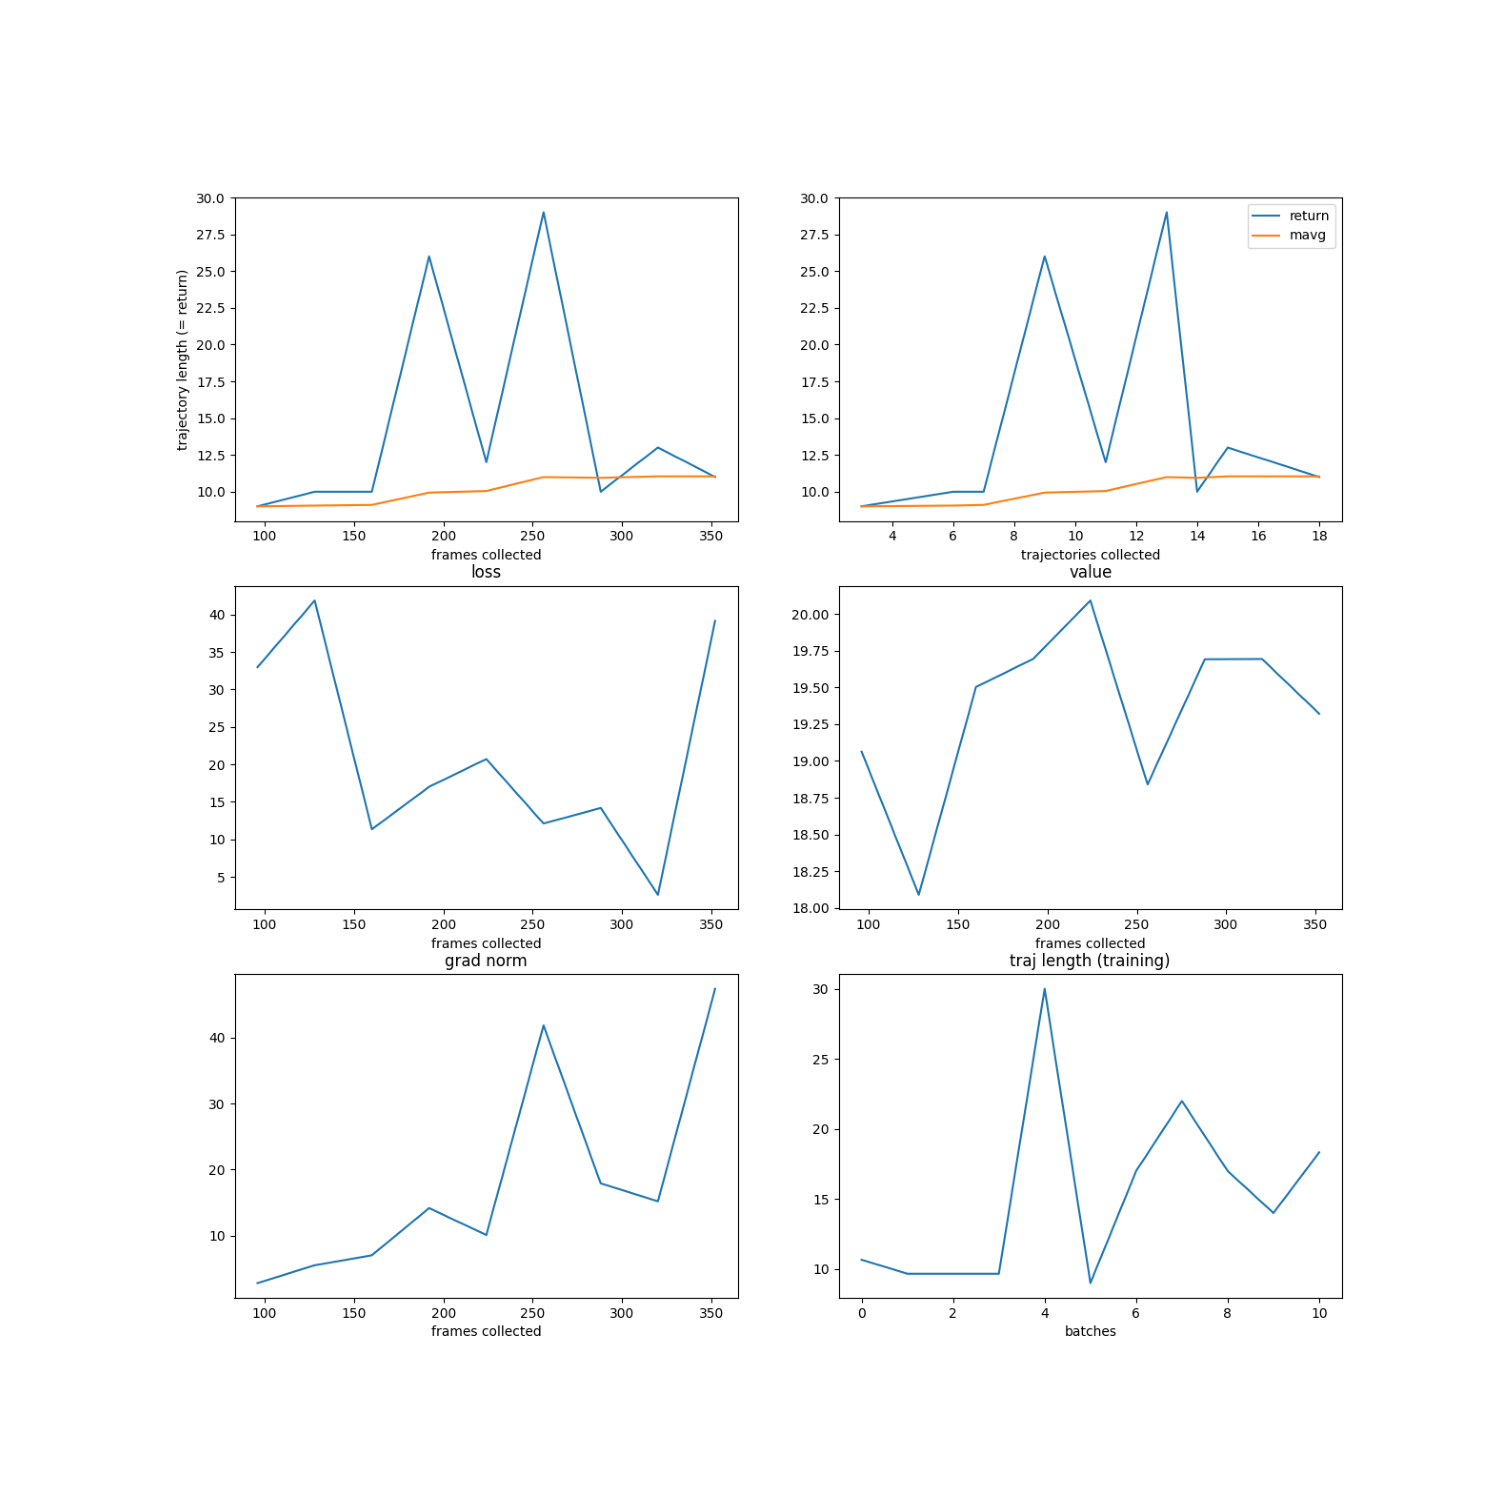 30.0
27.5
25.0
22.5
20.0
17.5
15.0
12.5
10.0
trajectory length (= return)
100 150 200 250 300 350
frames collected
30.0
27.5
25.0
22.5
20.0
17.5
15.0
12.5
10.0
return
mavg
4 6 8 10 12 14 16 18
trajectories collected
loss
40
35
30
25
20
15
10
5
100 150 200 250 300 350
frames collected
value
20.00
19.75
19.50
19.25
19.00
18.75
18.50
18.25
18.00
100 150 200 250 300 350
frames collected
grad norm
40
30
20
10
100 150 200 250 300 350
frames collected
traj length (training)
30
25
20
15
10
0 2 4 6 8 10
batches